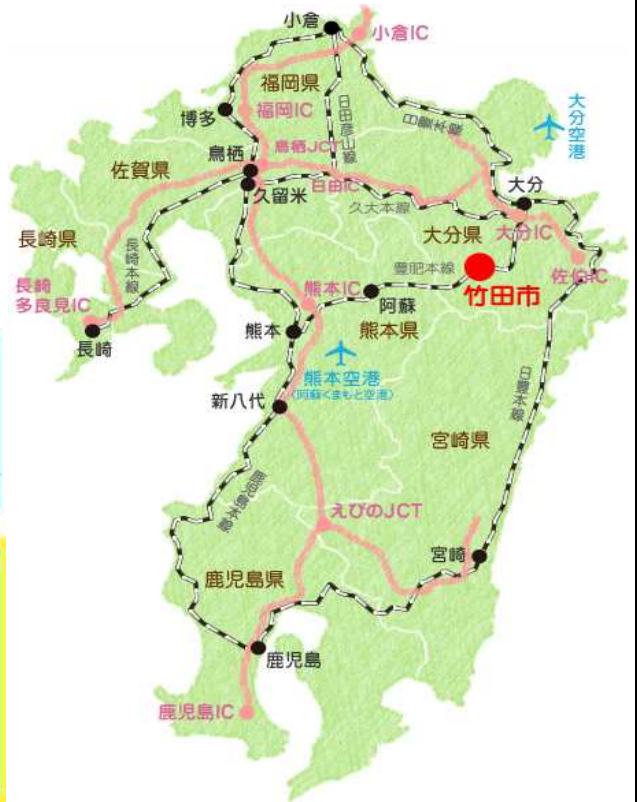 小倉
小倉IC
福岡県
博多
福岡IC
日田彦山線
日豊本線
大分空港
鳥栖
鳥栖JCT
佐賀県
久留米
日田IC
久大本線
大分
大分IC
長崎県
長崎本線
大分県
豊肥本線
竹田市
佐伯IC
長崎
多良見IC
長崎
熊本IC
阿蘇
熊本
熊本県
熊本空港
(阿蘇くまもと空港)
新八代
日豊本線
宮崎県
鹿児島本線
えびのJCT
宮崎
鹿児島県
鹿児島
鹿児島IC